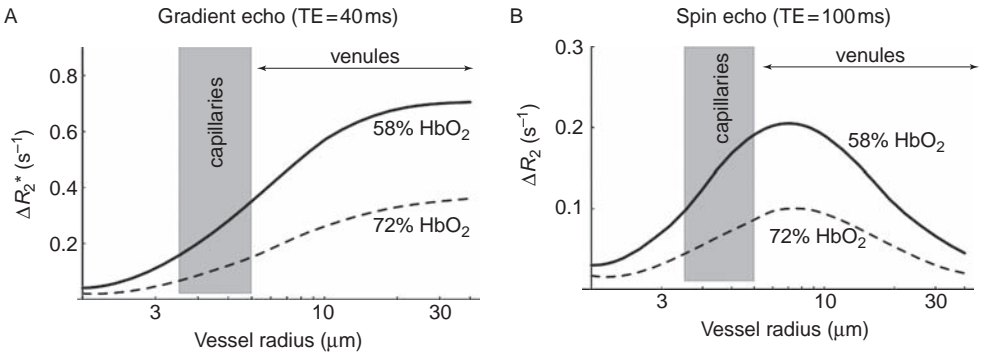 A
Gradient echo (TE=40 ms)
0.8
0.6
0.4
0.2
ΔR₂* (s⁻¹)
capillaries
venules
58% HbO₂
72% HbO₂
3
10
30
Vessel radius (μm)
B
Spin echo (TE=100 ms)
0.3
0.2
0.1
ΔR₂ (s⁻¹)
capillaries
venules
58% HbO₂
72% HbO₂
3
10
30
Vessel radius (μm)